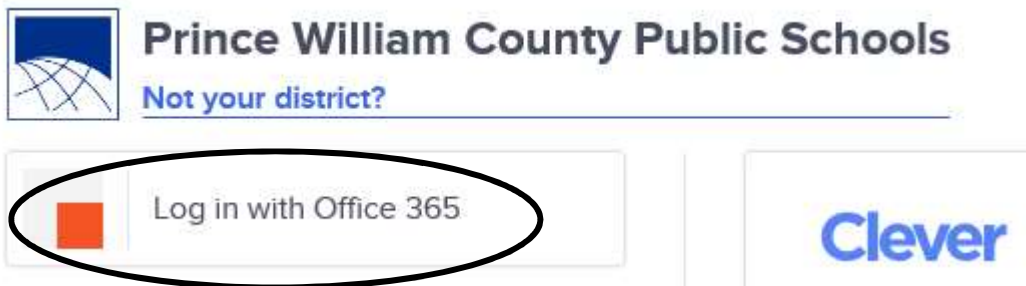 Prince William County Public Schools
Not your district?
Log in with Office 365
Clever